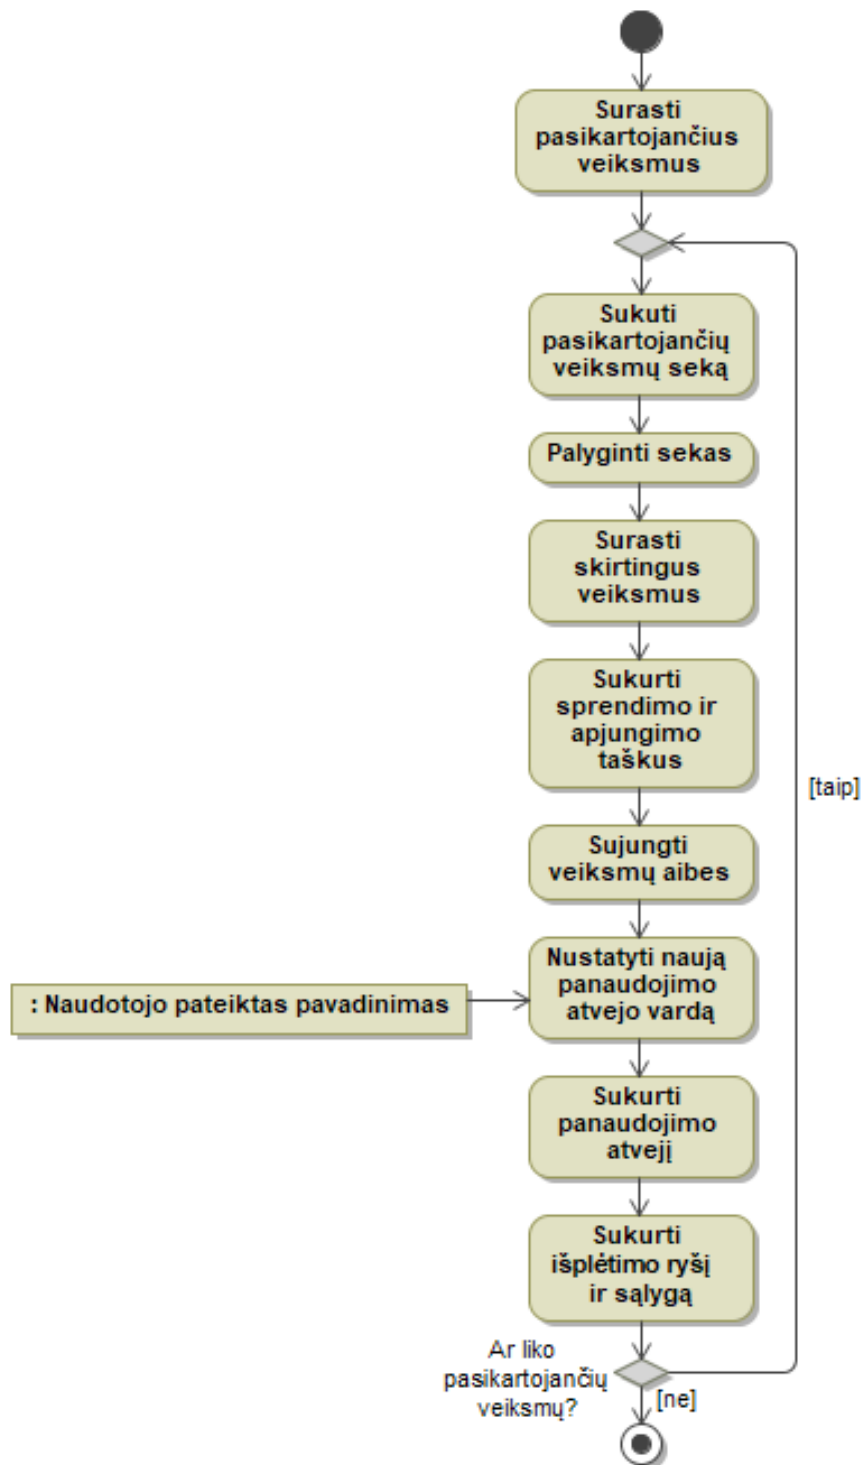 Surasti
pasikartojančius
veiksmus
Sukuti
pasikartojančių
veiksmų seką
Palyginti sekas
Surasti
skirtingus
veiksmus
Sukurti
sprendimo ir
apjungimo
taškus
[taip]
Sujungti
veiksmų aibes
Nustatyti naują
panaudojimo
atvejo vardą
: Naudotojo pateiktas pavadinimas
Sukurti
panaudojimo
atvejį
Sukurti
išplėtimo ryšį
ir sąlygą
Ar liko
pasikartojančių
veiksmų?
[ne]